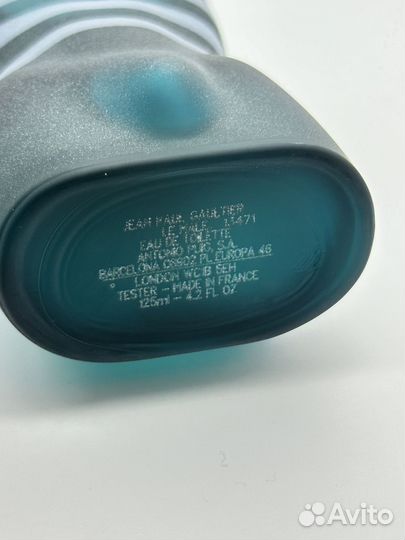 JEAN PAUL GAULTIER
LE MALE 11471
EAU DE TOILETTE
ANTONIO PUIG S.A.
BARCELONA 08902 PL. EUROPA 46
LONDON WC1B 5EH
TESTER - MADE IN FRANCE
125ml - 4.2 FL OZ
Avito